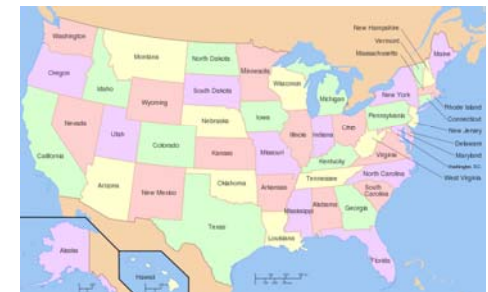 Washington
Oregon
California
Nevada
Idaho
Montana
Wyoming
Utah
Arizona
Colorado
New Mexico
North Dakota
South Dakota
Nebraska
Kansas
Oklahoma
Texas
Minnesota
Iowa
Missouri
Arkansas
Louisiana
Wisconsin
Illinois
Michigan
Indiana
Ohio
Kentucky
Tennessee
Mississippi
Alabama
Georgia
Florida
South Carolina
North Carolina
Virginia
Pennsylvania
New York
Maine
New Hampshire
Vermont
Massachusetts
Private Island
Connecticut
New Jersey
Delaware
Maryland
Washington, DC
West Virginia
Alaska
Hawaii